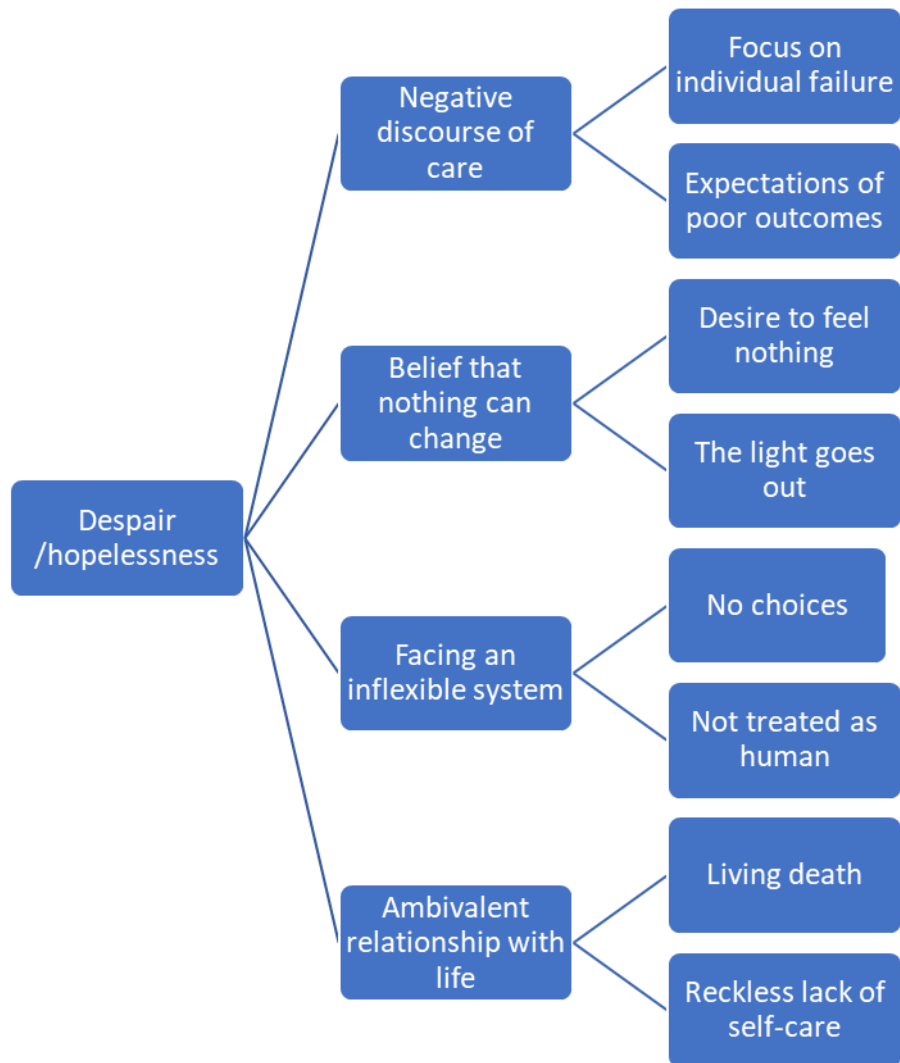 Despair
/hopelessness
Negative
discourse of
care
Focus on
individual failure
Expectations of
poor outcomes
Belief that
nothing can
change
Desire to feel
nothing
The light goes
out
Facing an
inflexible system
No choices
Not treated as
human
Ambivalent
relationship with
life
Living death
Reckless lack of
self-care